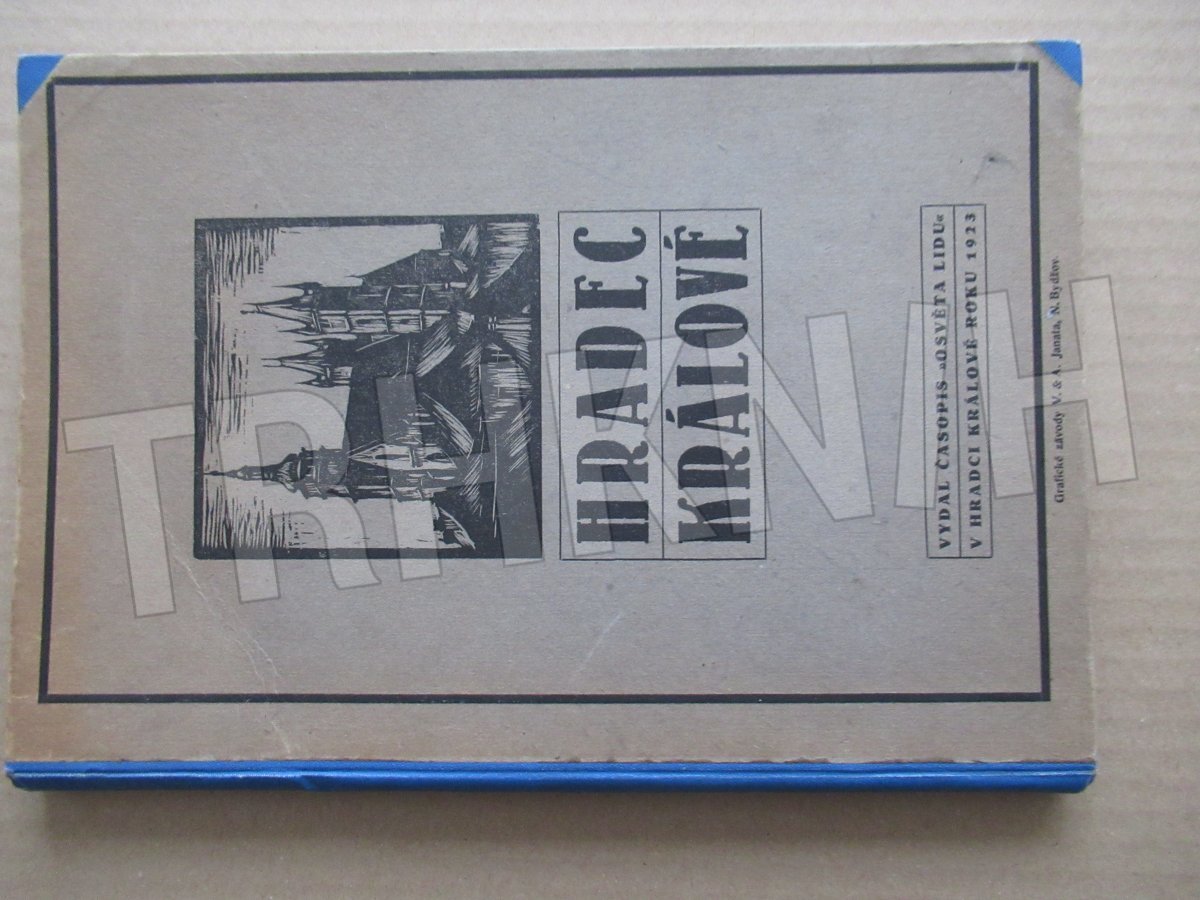 HRADEC
KRÁLOVÉ
VYDAL ČASOPIS »OSVĚTA LIDU«
V HRADCI KRÁLOVÉ ROKU 1923
Grafické závody V. & A. Janata, N. Bydžov.
TRHKNIH